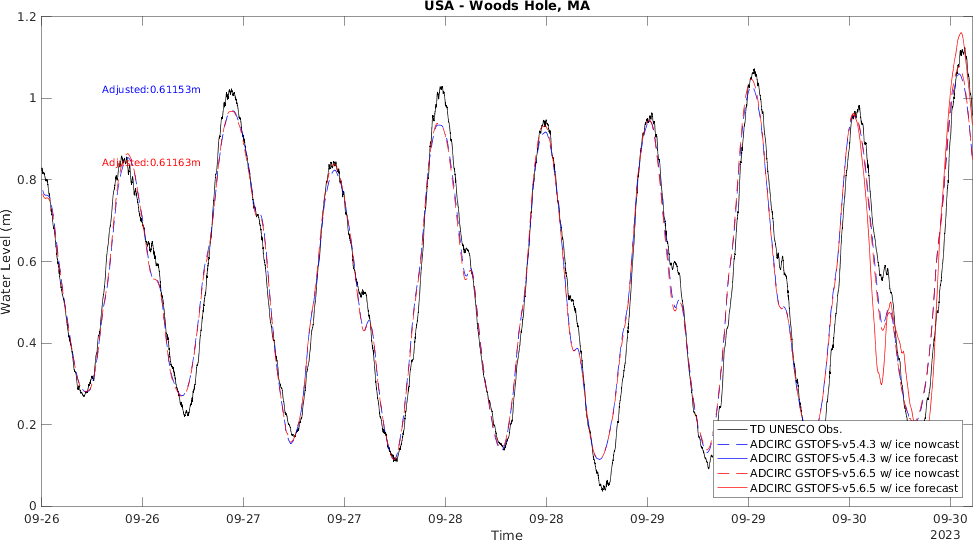 USA - Woods Hole, MA
1.2
1
0.8
0.6
0.4
0.2
0
Water Level (m)
Adjusted:0.61153m
Adjusted:0.61163m
TD UNESCO Obs.
ADCIRC GSTOFS-v5.4.3 w/ ice nowcast
ADCIRC GSTOFS-v5.4.3 w/ ice forecast
ADCIRC GSTOFS-v5.6.5 w/ ice nowcast
ADCIRC GSTOFS-v5.6.5 w/ ice forecast
09-26 09-26 09-27 09-27 09-28 09-28 09-29 09-29 09-30 09-30
2023
Time